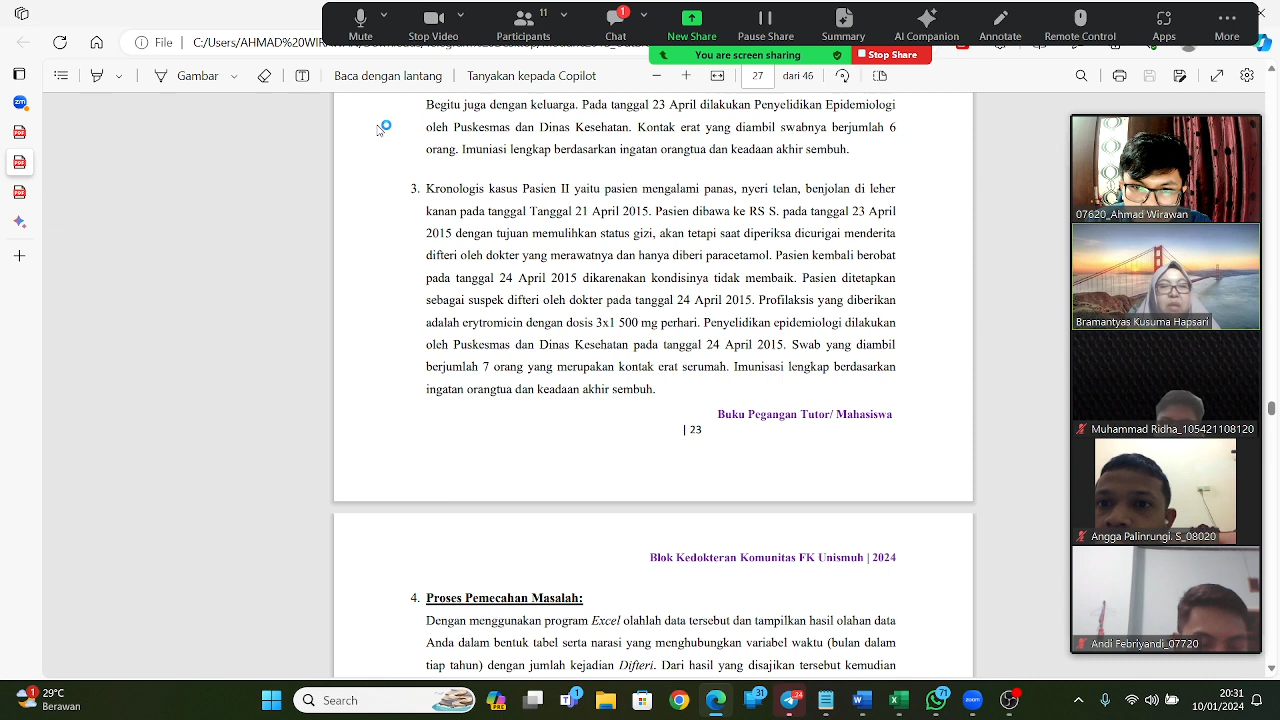 11
1
Mute
Stop Video
Participants
Chat
New Share
Pause Share
Summary
AI Companion
Annotate
Remote Control
Apps
More
You are screen sharing
Stop Share
File
Gambar
Baca dengan lantang
Tanyakan kepada Copilot
27
dari 46
Begitu juga dengan keluarga. Pada tanggal 23 April dilakukan Penyelidikan Epidemiologi
oleh Puskesmas dan Dinas Kesehatan. Kontak erat yang diambil swabnya berjumlah 6
orang. Imuniasi lengkap berdasarkan ingatan orangtua dan keadaan akhir sembuh.
3. Kronologis kasus Pasien II yaitu pasien mengalami panas, nyeri telan, benjolan di leher
kanan pada tanggal Tanggal 21 April 2015. Pasien dibawa ke RS S. pada tanggal 23 April
2015 dengan tujuan memulihkan status gizi, akan tetapi saat diperiksa dicurigai menderita
difteri oleh dokter yang merawatnya dan hanya diberi paracetamol. Pasien kembali berobat
pada tanggal 24 April 2015 dikarenakan kondisinya tidak membaik. Pasien ditetapkan
sebagai suspek difteri oleh dokter pada tanggal 24 April 2015. Profilaksis yang diberikan
adalah erytromicin dengan dosis 3x1 500 mg perhari. Penyelidikan epidemiologi dilakukan
oleh Puskesmas dan Dinas Kesehatan pada tanggal 24 April 2015. Swab yang diambil
berjumlah 7 orang yang merupakan kontak erat serumah. Imunisasi lengkap berdasarkan
ingatan orangtua dan keadaan akhir sembuh.
Buku Pegangan Tutor/ Mahasiswa
| 23
Blok Kedokteran Komunitas FK Unismuh | 2024
4. Proses Pemecahan Masalah:
Dengan menggunakan program Excel olahlah data tersebut dan tampilkan hasil olahan data
Anda dalam bentuk tabel serta narasi yang menghubungkan variabel waktu (bulan dalam
tiap tahun) dengan jumlah kejadian Difteri. Dari hasil yang disajikan tersebut kemudian
07620_Ahmad Wirawan
Bramantyas Kusuma Hapsari
Muhammad Ridha_105421108120
Angga Palinrungi. S_08020
Andi Febriyandi_07720
1
29°C
Berawan
Search
1
31
24
71
20:31
10/01/2024